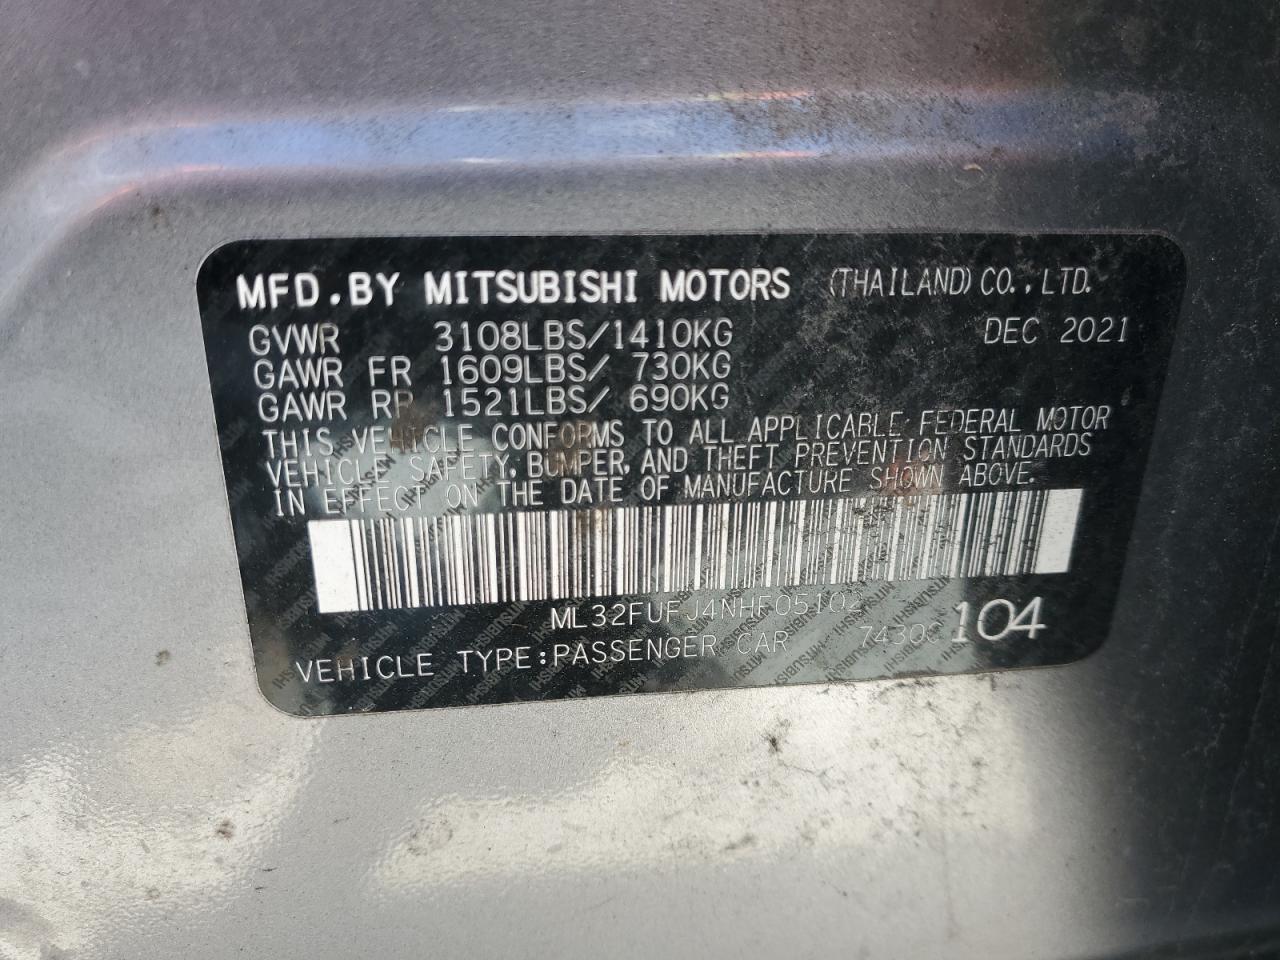 MFD.BY MITSUBISHI MOTORS (THAILAND)CO.,LTD.
GVWR 3108LBS/1410KG DEC 2021
GAWR FR 1609LBS/ 730KG
GAWR RR 1521LBS/ 690KG
THIS VEHICLE CONFORMS TO ALL APPLICABLE FEDERAL MOTOR
VEHICLE SAFETY, BUMPER, AND THEFT PREVENTION STANDARDS
IN EFFECT ON THE DATE OF MANUFACTURE SHOWN ABOVE.
VEHICLE TYPE:PASSENGER CAR 104